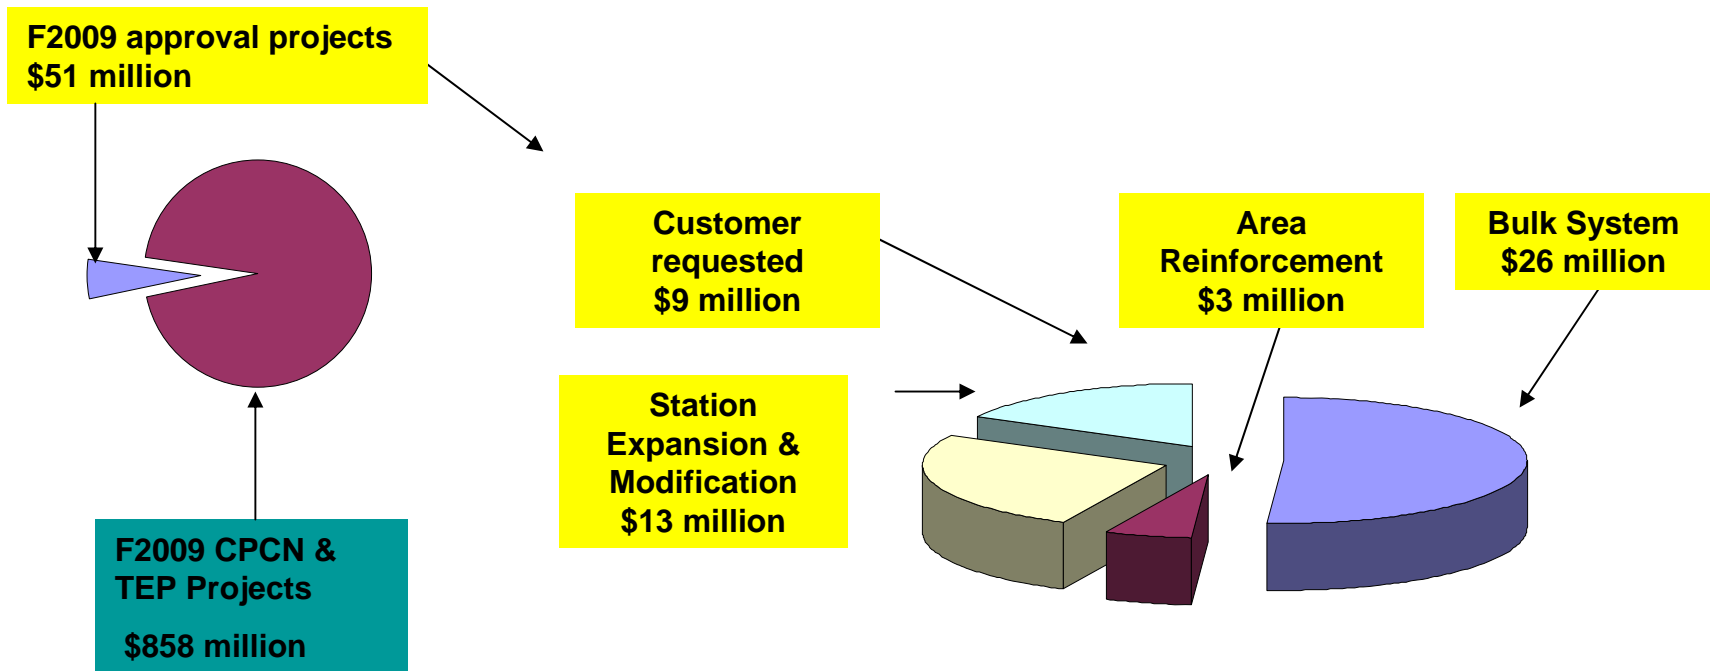 F2009 approval projects
$51 million
Customer
requested
$9 million
Area
Reinforcement
$3 million
Bulk System
$26 million
Station
Expansion &
Modification
$13 million
F2009 CPCN &
TEP Projects
$858 million